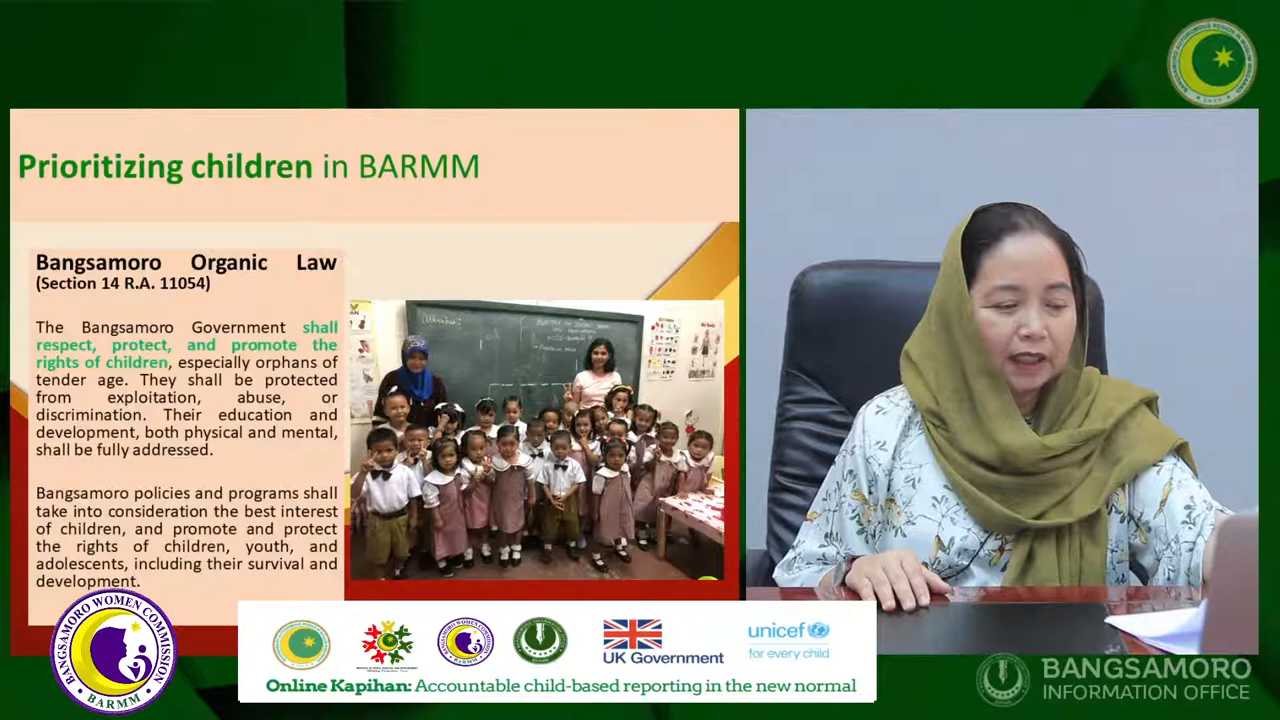 Prioritizing children in BARMM
Bangsamoro Organic Law
(Section 14 R.A. 11054)
The Bangsamoro Government shall
respect, protect, and promote the
rights of children, especially orphans of
tender age. They shall be protected
from exploitation, abuse, or
discrimination. Their education and
development, both physical and mental,
shall be fully addressed.
Bangsamoro policies and programs shall
take into consideration the best interest
of children, and promote and protect
the rights of children, youth, and
adolescents, including their survival and
development.
BANGSAMORO WOMEN COMMISSION
BARMM
UK Government
unicef
for every child
Online Kapihan: Accountable child-based reporting in the new normal
BANGSAMORO
INFORMATION OFFICE